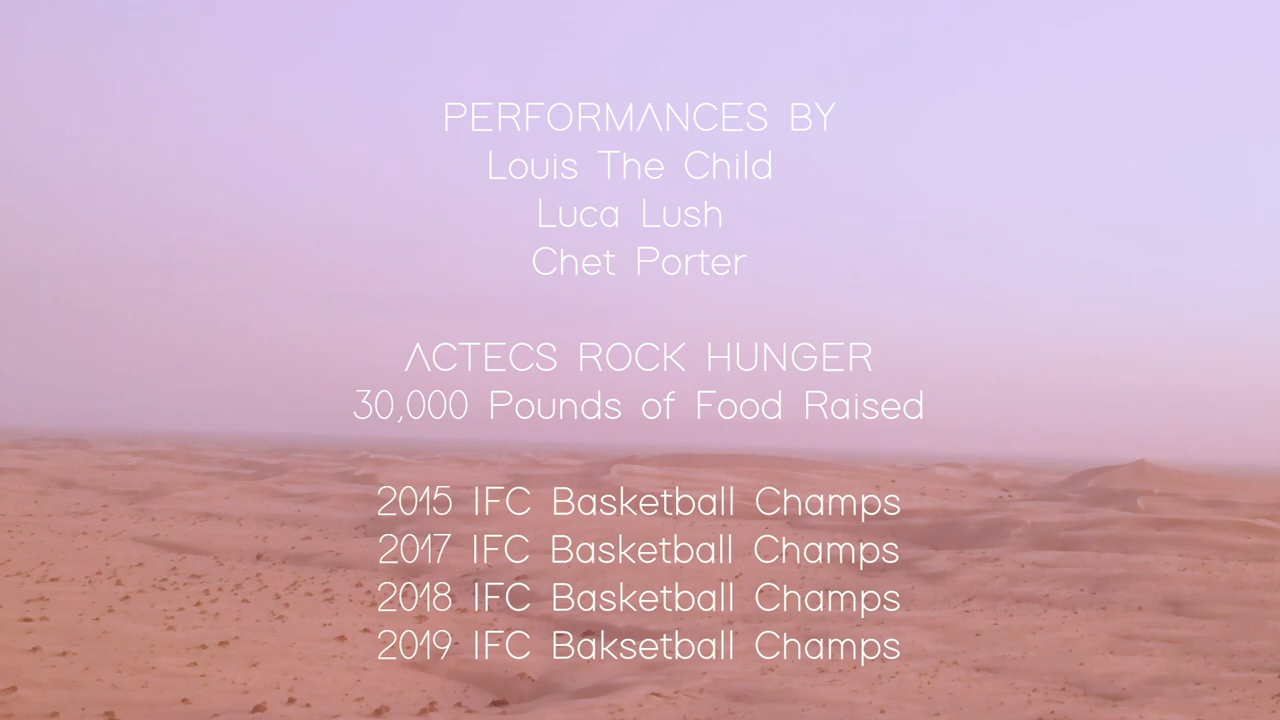 PERFORMANCES BY
Louis The Child
Luca Lush
Chet Porter
ACTECS ROCK HUNGER
30,000 Pounds of Food Raised
2015 IFC Basketball Champs
2017 IFC Basketball Champs
2018 IFC Basketball Champs
2019 IFC Baksetball Champs